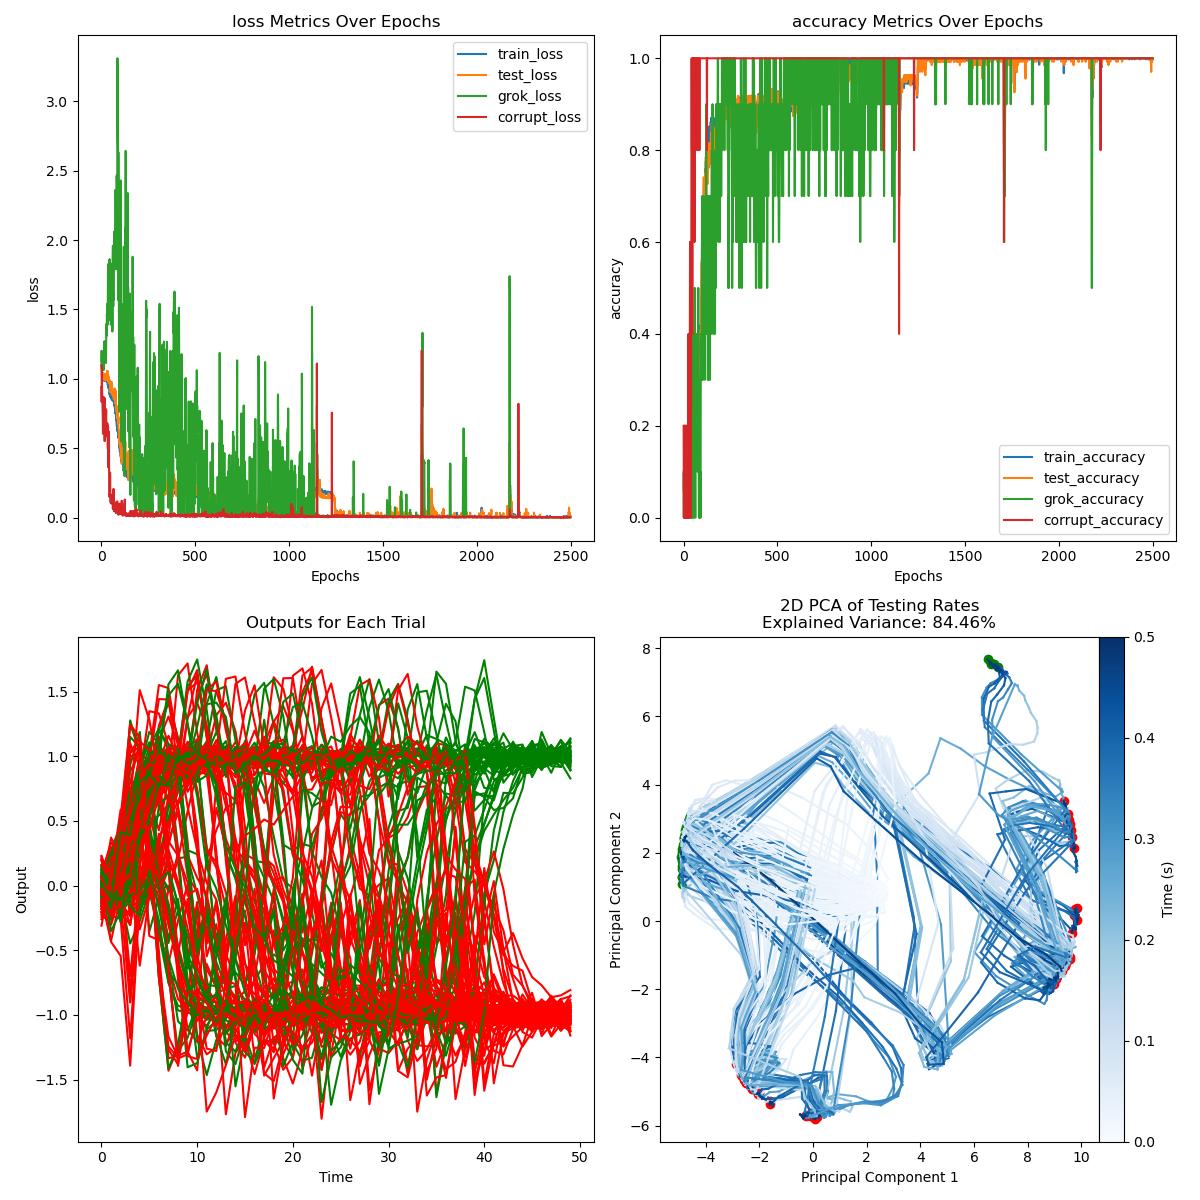 loss Metrics Over Epochs
train_loss
test_loss
grok_loss
corrupt_loss
3.0
2.5
2.0
1.5
1.0
0.5
0.0
loss
0
500
1000
1500
2000
2500
Epochs
accuracy Metrics Over Epochs
1.0
0.8
0.6
0.4
0.2
0.0
accuracy
train_accuracy
test_accuracy
grok_accuracy
corrupt_accuracy
0
500
1000
1500
2000
2500
Epochs
Outputs for Each Trial
1.5
1.0
0.5
0.0
−0.5
−1.0
−1.5
Output
0
10
20
30
40
50
Time
2D PCA of Testing Rates
Explained Variance: 84.46%
8
6
4
2
0
−2
−4
−6
Principal Component 2
−4
−2
0
2
4
6
8
10
Principal Component 1
0.5
0.4
0.3
0.2
0.1
0.0
Time (s)